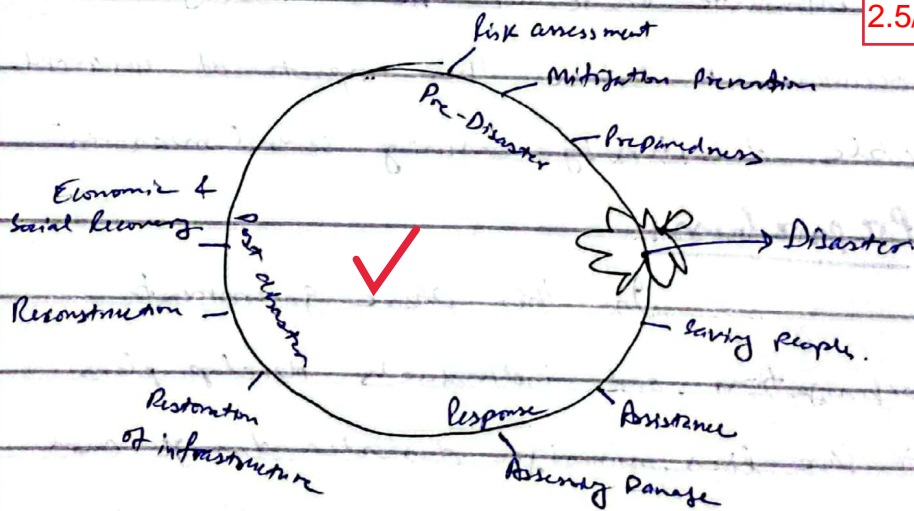 2.5/
Risk assessment
Mitigation Prevention
Pre-Disaster
Preparedness
Economic &
Social Recovery
Post disaster
Disaster
Reconstruction
Saving people.
Restoration
of infrastructure
Response
Assistance
Assessing Damage